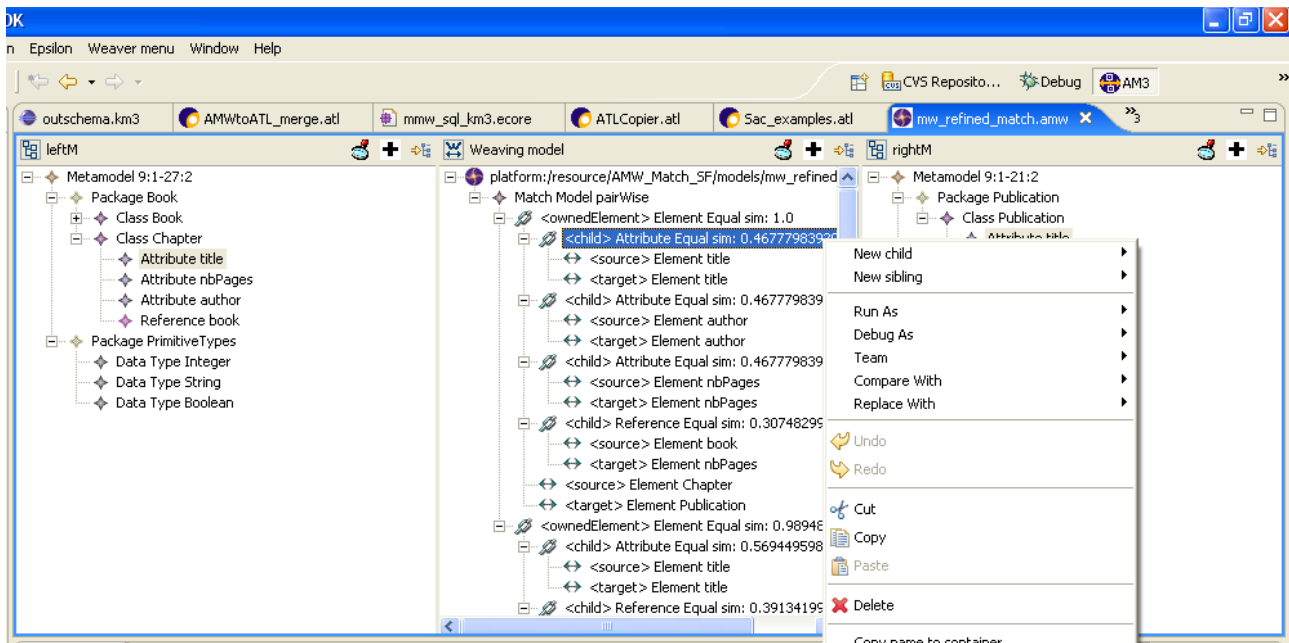 OK
n Epsilon Weaver menu Window Help
CVS Reposito... Debug AM3 »
outschema.km3 AMWtoATL_merge.atl mmw_sql_km3.ecore ATLCopier.atl Sac_examples.atl mw_refined_match.amw »3
leftM
Metamodel 9:1-27:2
Package Book
Class Book
Class Chapter
Attribute title
Attribute nbPages
Attribute author
Reference book
Package PrimitiveTypes
Data Type Integer
Data Type String
Data Type Boolean
Weaving model
platform:/resource/AMW_Match_SF/models/mw_refined
Match Model pairWise
<ownedElement> Element Equal sim: 1.0
<child> Attribute Equal sim: 0.4677798393
<source> Element title
<target> Element title
<child> Attribute Equal sim: 0.467779839
<source> Element author
<target> Element author
<child> Attribute Equal sim: 0.467779839
<source> Element nbPages
<target> Element nbPages
<child> Reference Equal sim: 0.30748299
<source> Element book
<target> Element nbPages
<source> Element Chapter
<target> Element Publication
<ownedElement> Element Equal sim: 0.98948
<child> Attribute Equal sim: 0.569449598
<source> Element title
<target> Element title
<child> Reference Equal sim: 0.39134199
rightM
Metamodel 9:1-21:2
Package Publication
Class Publication
Attribute title
New child
New sibling
Run As
Debug As
Team
Compare With
Replace With
Undo
Redo
Cut
Copy
Paste
Delete
Copy name to container